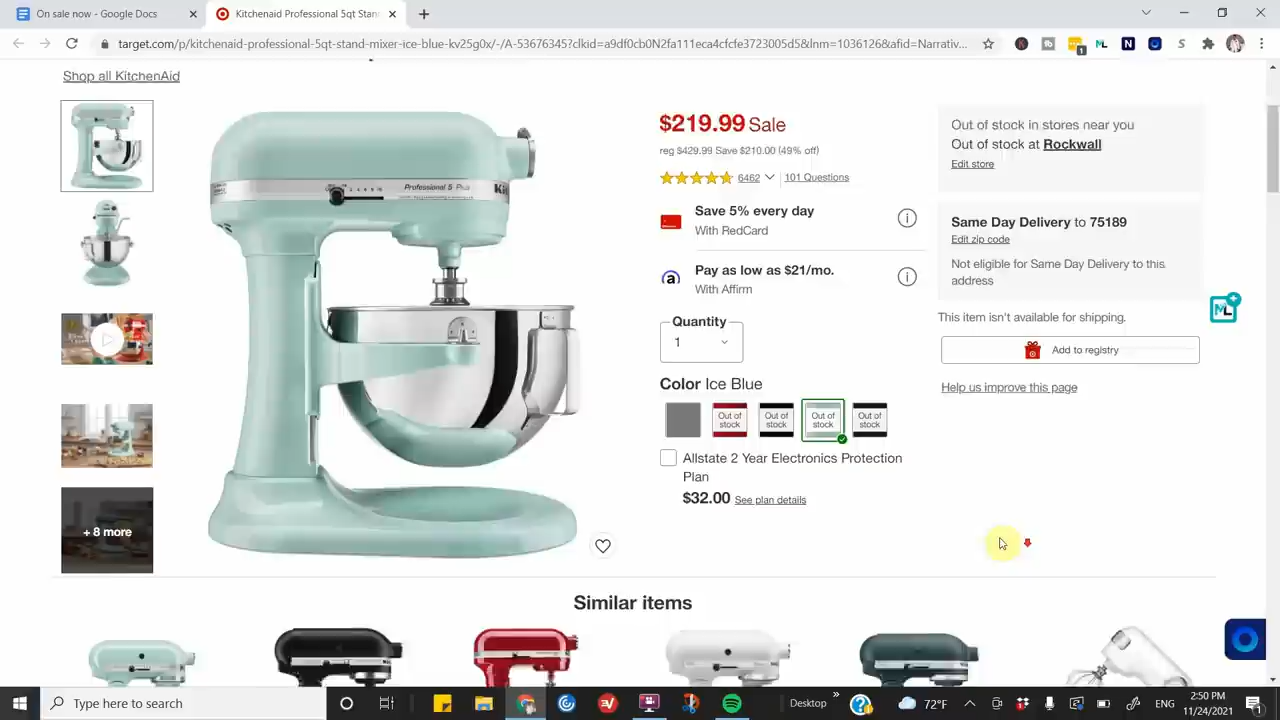 On sale now - Google Docs
Kitchenaid Professional 5qt Stan
target.com/p/kitchenaid-professional-5qt-stand-mixer-ice-blue-b_25g0x/-/A-53676345?clkid=a9df0cb0N2fa111eca4cfcfe3723005d5&lnm=1036126&afid=Narrativ...
Shop all KitchenAid
Professional 5 Plus
+ 8 more
$219.99 Sale
reg $429.99 Save $210.00 (49% off)
6462
101 Questions
Save 5% every day
With RedCard
Pay as low as $21/mo.
With Affirm
Quantity
1
Color Ice Blue
Out of stock
Out of stock
Out of stock
Out of stock
Allstate 2 Year Electronics Protection
Plan
$32.00 See plan details
Out of stock in stores near you
Out of stock at Rockwall
Edit store
Same Day Delivery to 75189
Edit zip code
Not eligible for Same Day Delivery to this
address
This item isn't available for shipping.
Add to registry
Help us improve this page
Similar items
Type here to search
Desktop
72°F
ENG
2:50 PM
11/24/2021